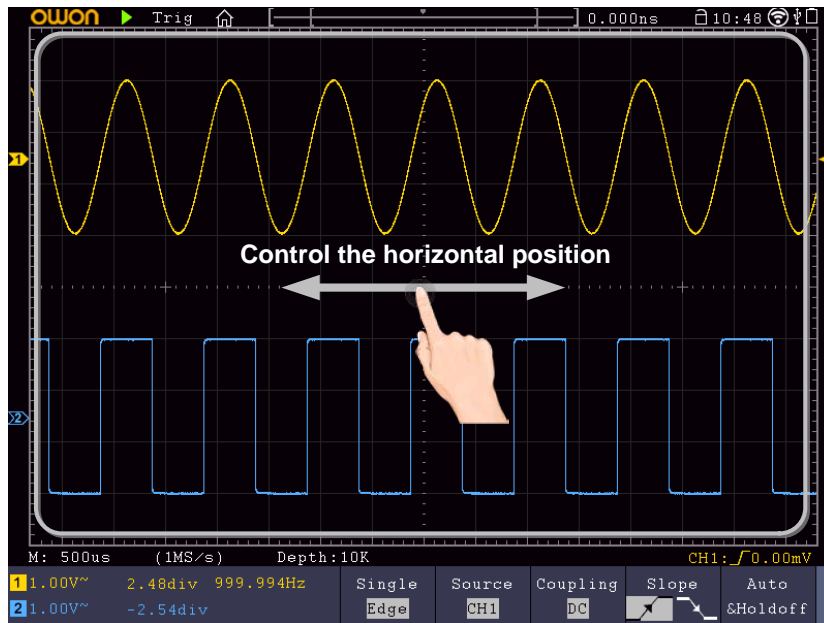 owon Trig 0.000ns 10:48
1
Control the horizontal position
2
M: 500us (1MS/s) Depth:10K CH1: 0.00mV
1 1.00V~ 2.48div 999.994Hz Single Source Coupling Slope Auto
2 1.00V~ -2.54div Edge CH1 DC &Holdoff